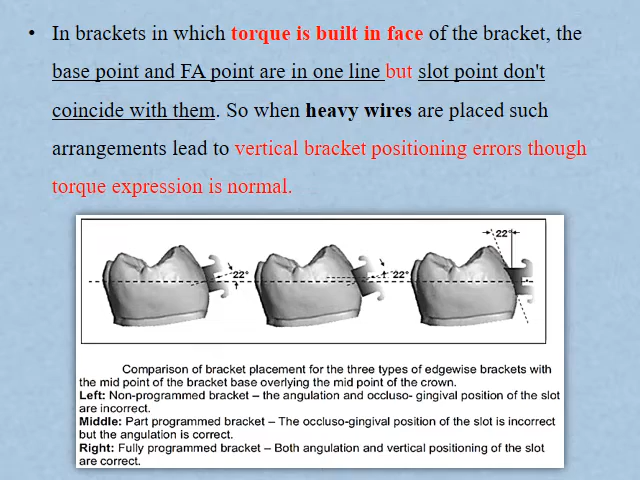 • In brackets in which torque is built in face of the bracket, the
base point and FA point are in one line but slot point don't
coincide with them. So when heavy wires are placed such
arrangements lead to vertical bracket positioning errors though
torque expression is normal.
22°
22°
22°
Comparison of bracket placement for the three types of edgewise brackets with
the mid point of the bracket base overlying the mid point of the crown.
Left: Non-programmed bracket – the angulation and occluso- gingival position of the slot
are incorrect.
Middle: Part programmed bracket – The occluso-gingival position of the slot is incorrect
but the angulation is correct.
Right: Fully programmed bracket – Both angulation and vertical positioning of the slot
are correct.